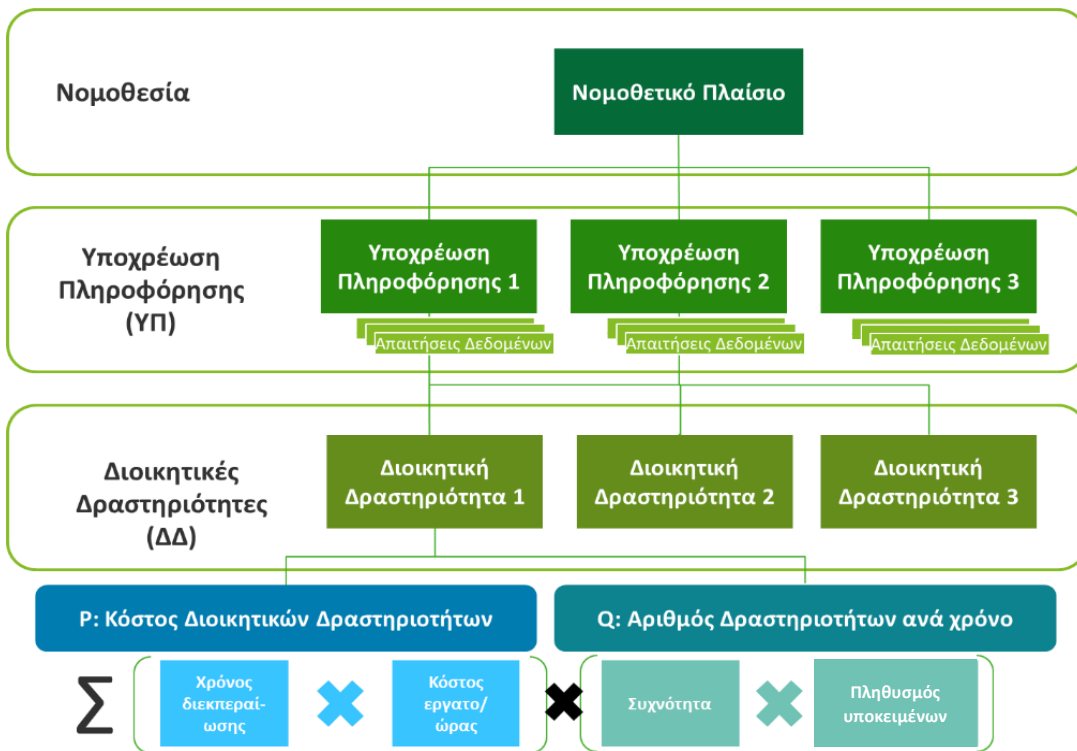 Νομοθεσία
Νομοθετικό Πλαίσιο
Υποχρέωση
Πληροφόρησης
(ΥΠ)
Υποχρέωση
Πληροφόρησης 1
Απαιτήσεις Δεδομένων
Υποχρέωση
Πληροφόρησης 2
Απαιτήσεις Δεδομένων
Υποχρέωση
Πληροφόρησης 3
Απαιτήσεις Δεδομένων
Διοικητικές
Δραστηριότητες
(ΔΔ)
Διοικητική
Δραστηριότητα 1
Διοικητική
Δραστηριότητα 2
Διοικητική
Δραστηριότητα 3
P: Κόστος Διοικητικών Δραστηριοτήτων
Q: Αριθμός Δραστηριοτήτων ανά χρόνο
Σ
Χρόνος
διεκπεραί-
ωσης
Κόστος
εργατο/
ώρας
Συχνότητα
Πληθυσμός
υποκειμένων